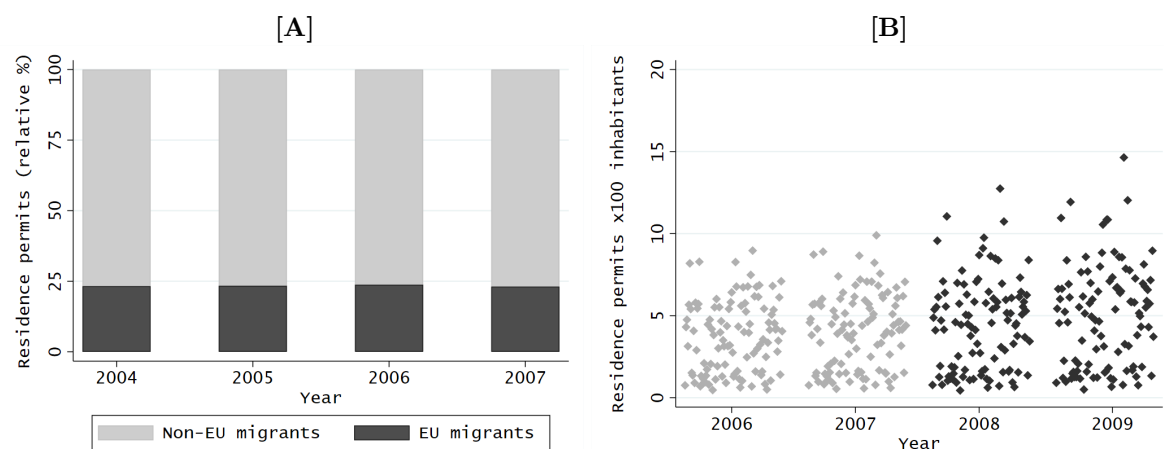 [A]
Residence permits (relative %)
100
75
50
25
0
2004 2005 2006 2007
Year
Non-EU migrants EU migrants
[B]
Residence permits x100 inhabitants
20
15
10
5
0
2006 2007 2008 2009
Year